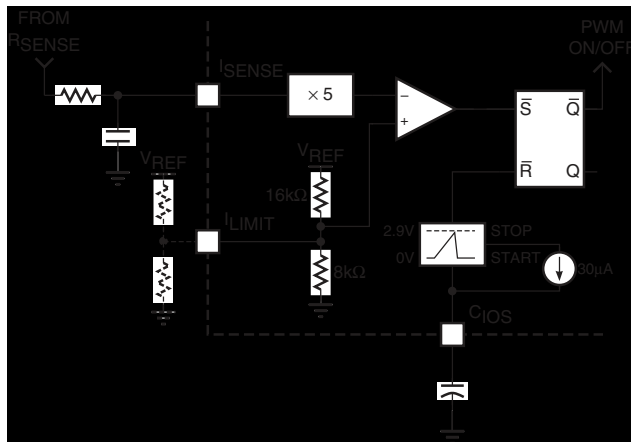 FROM
RSENSE
PWM
ON/OFF
ISENSE
× 5
−
+
S̅ Q̅
R̅ Q
VREF
VREF
16kΩ
ILIMIT
2.9V STOP
0V START
30µA
8kΩ
CIOS